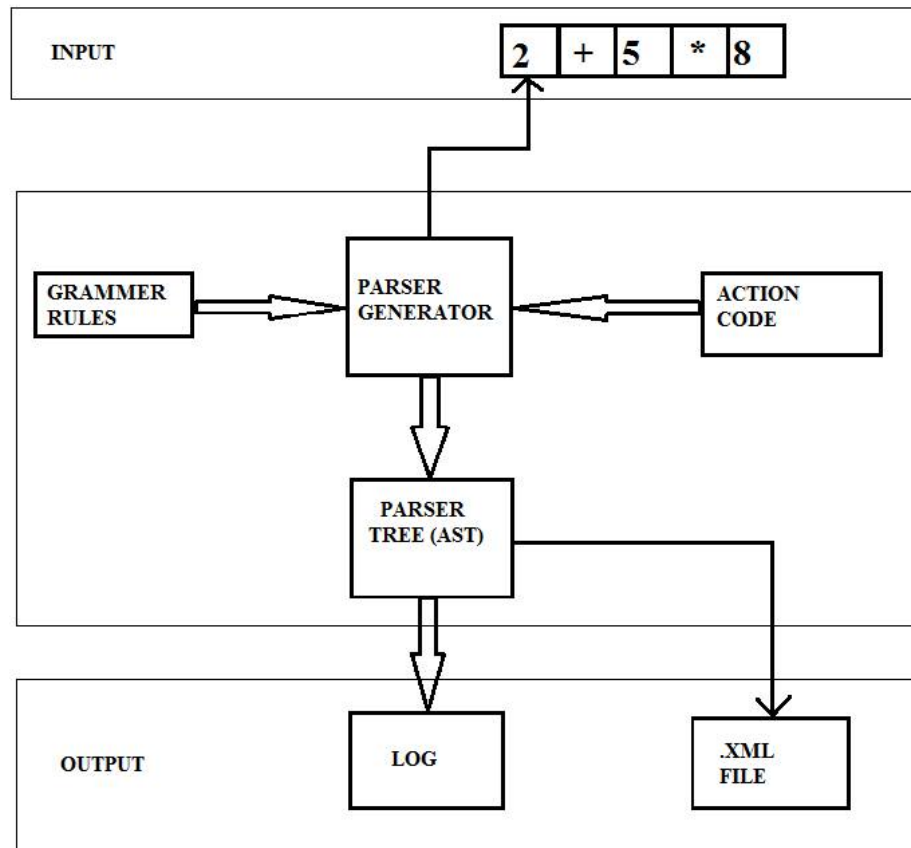 INPUT
2 + 5 * 8
GRAMMER
RULES
PARSER
GENERATOR
ACTION
CODE
PARSER
TREE (AST)
OUTPUT
LOG
.XML
FILE